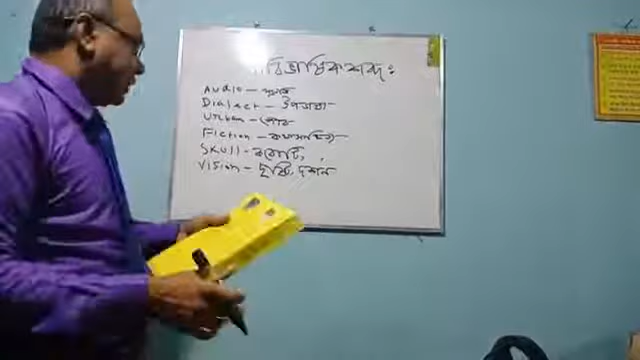 পারিভাষিক শব্দ :
Audio - শ্রাব্য
Dialect - উপভাষা
Urban - পৌর
Fiction - কথাসাহিত্য
Skull - করোটি,
Vision - দৃষ্টি, দর্শন